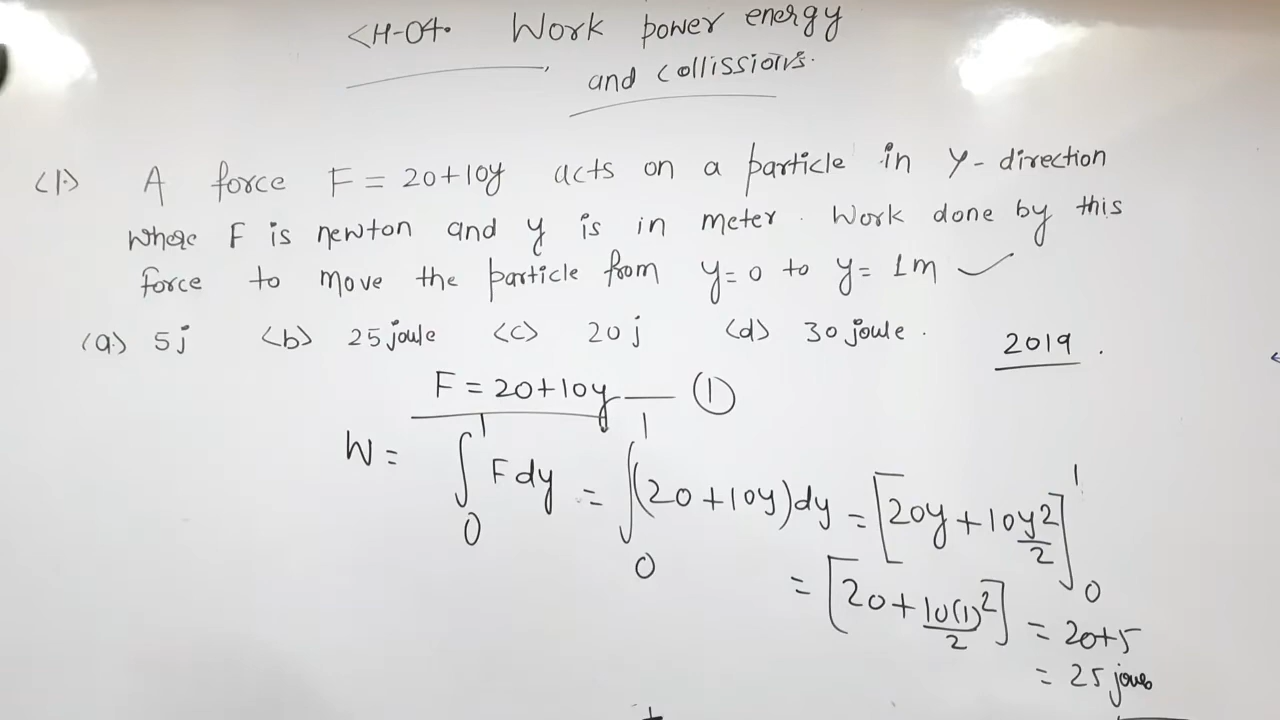 CH-04. Work power energy
and collissions.
(1.) A force F = 20+10y acts on a particle in y-direction
where F is newton and y is in meter. Work done by this
force to move the particle from y=0 to y= 1m ✓
(a.) 5j (b) 25 joule (c) 20 j (d) 30 joule.
2019.
F = 20+10y — ①
W = ∫₀¹ F dy = ∫₀¹ (20+10y)dy = [20y + 10y²/2]₀¹
= [20 + 10(1)²/2] = 20+5
= 25